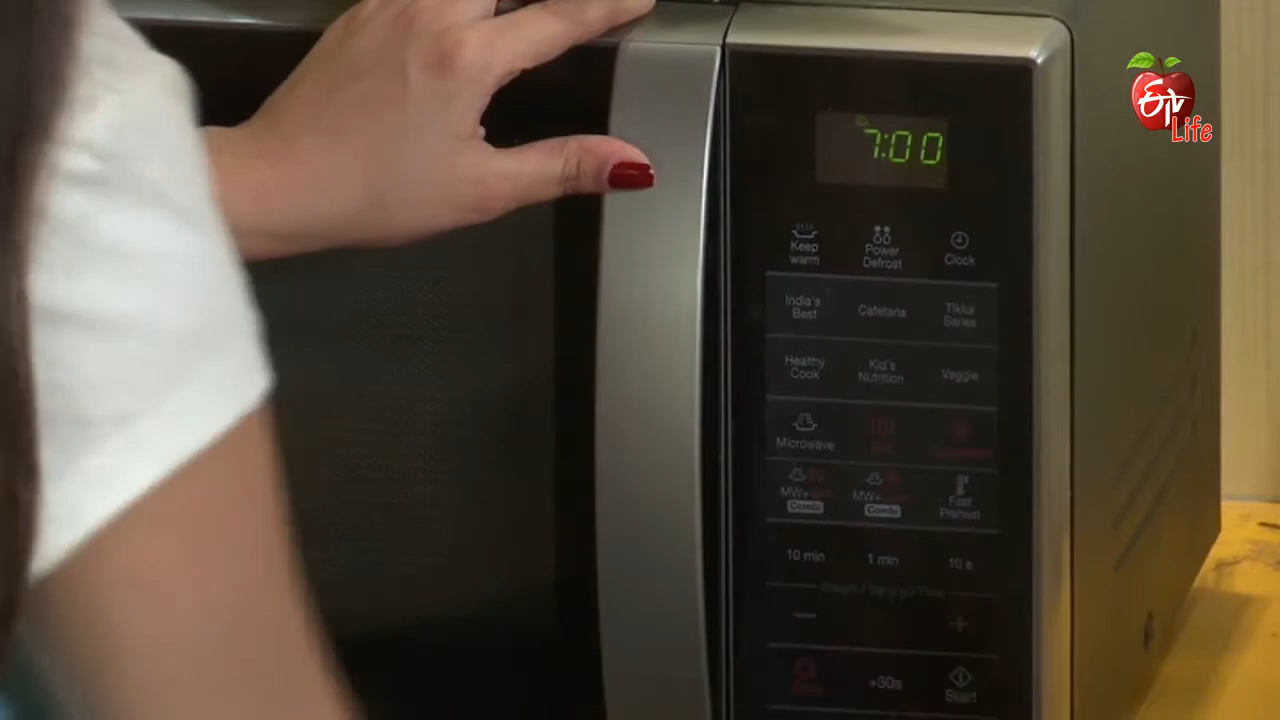 ఈtv
Life
7:00
Keep
warm
Power
Defrost
Clock
India's
Best
Cafeteria
Tikka
Series
Healthy
Cook
Kid's
Nutrition
Veggie
Microwave
MW+
Combi
MW+
Combi
Fast
Preheat
10 min
1 min
10 s
+30s
Start